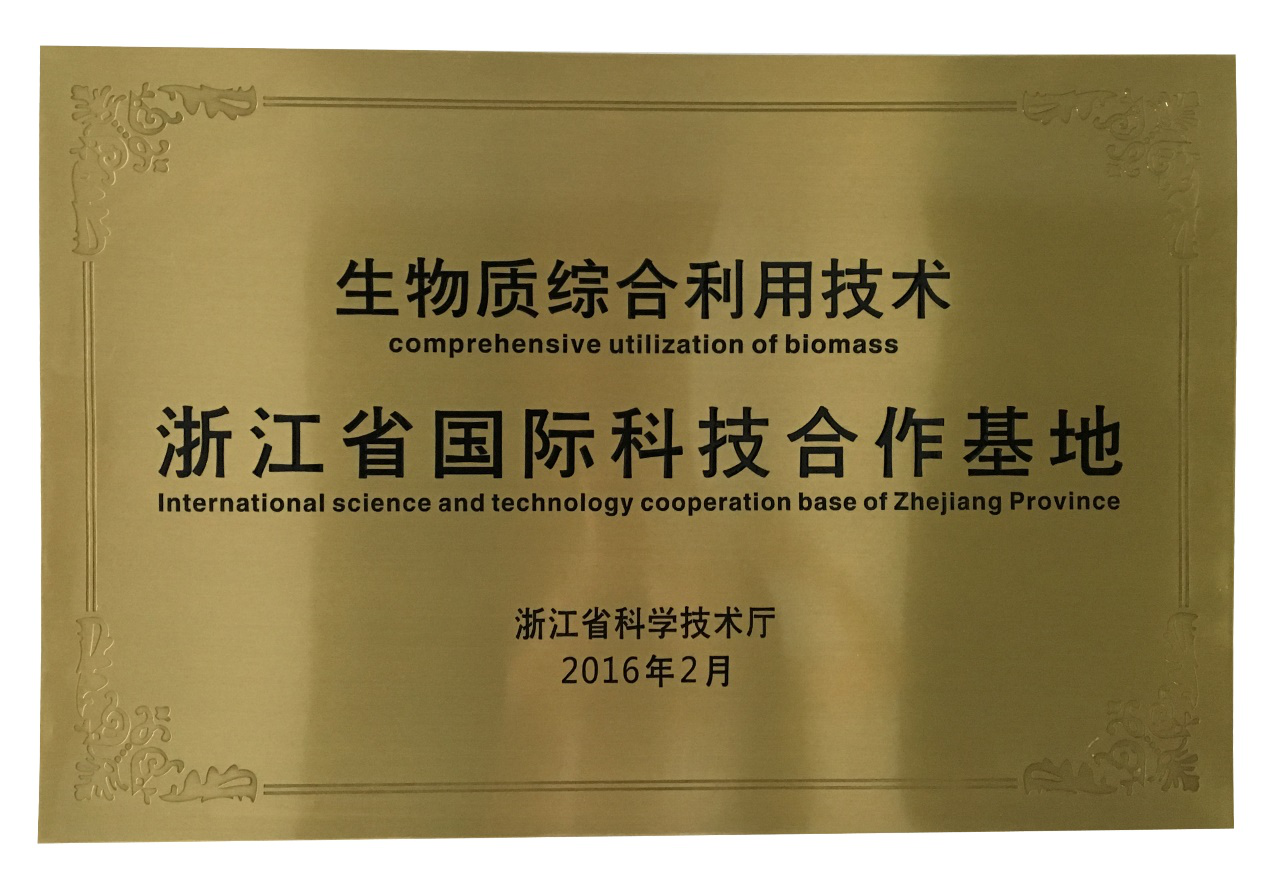 生物质综合利用技术
comprehensive utilization of biomass
浙江省国际科技合作基地
International science and technology cooperation base of Zhejiang Province
浙江省科学技术厅
2016年2月